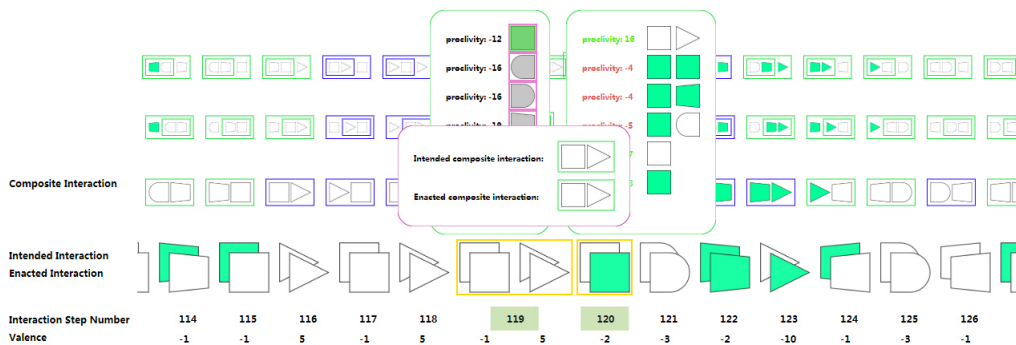 proclivity: -12
proclivity: -16
proclivity: -16
proclivity: 16
proclivity: -4
proclivity: -4
Intended composite interaction:
Enacted composite interaction:
Composite Interaction
Intended Interaction
Enacted Interaction
Interaction Step Number 114 115 116 117 118 119 120 121 122 123 124 125 126
Valence -1 -1 5 -1 5 -1 5 -2 -3 -2 -10 -1 -3 -1